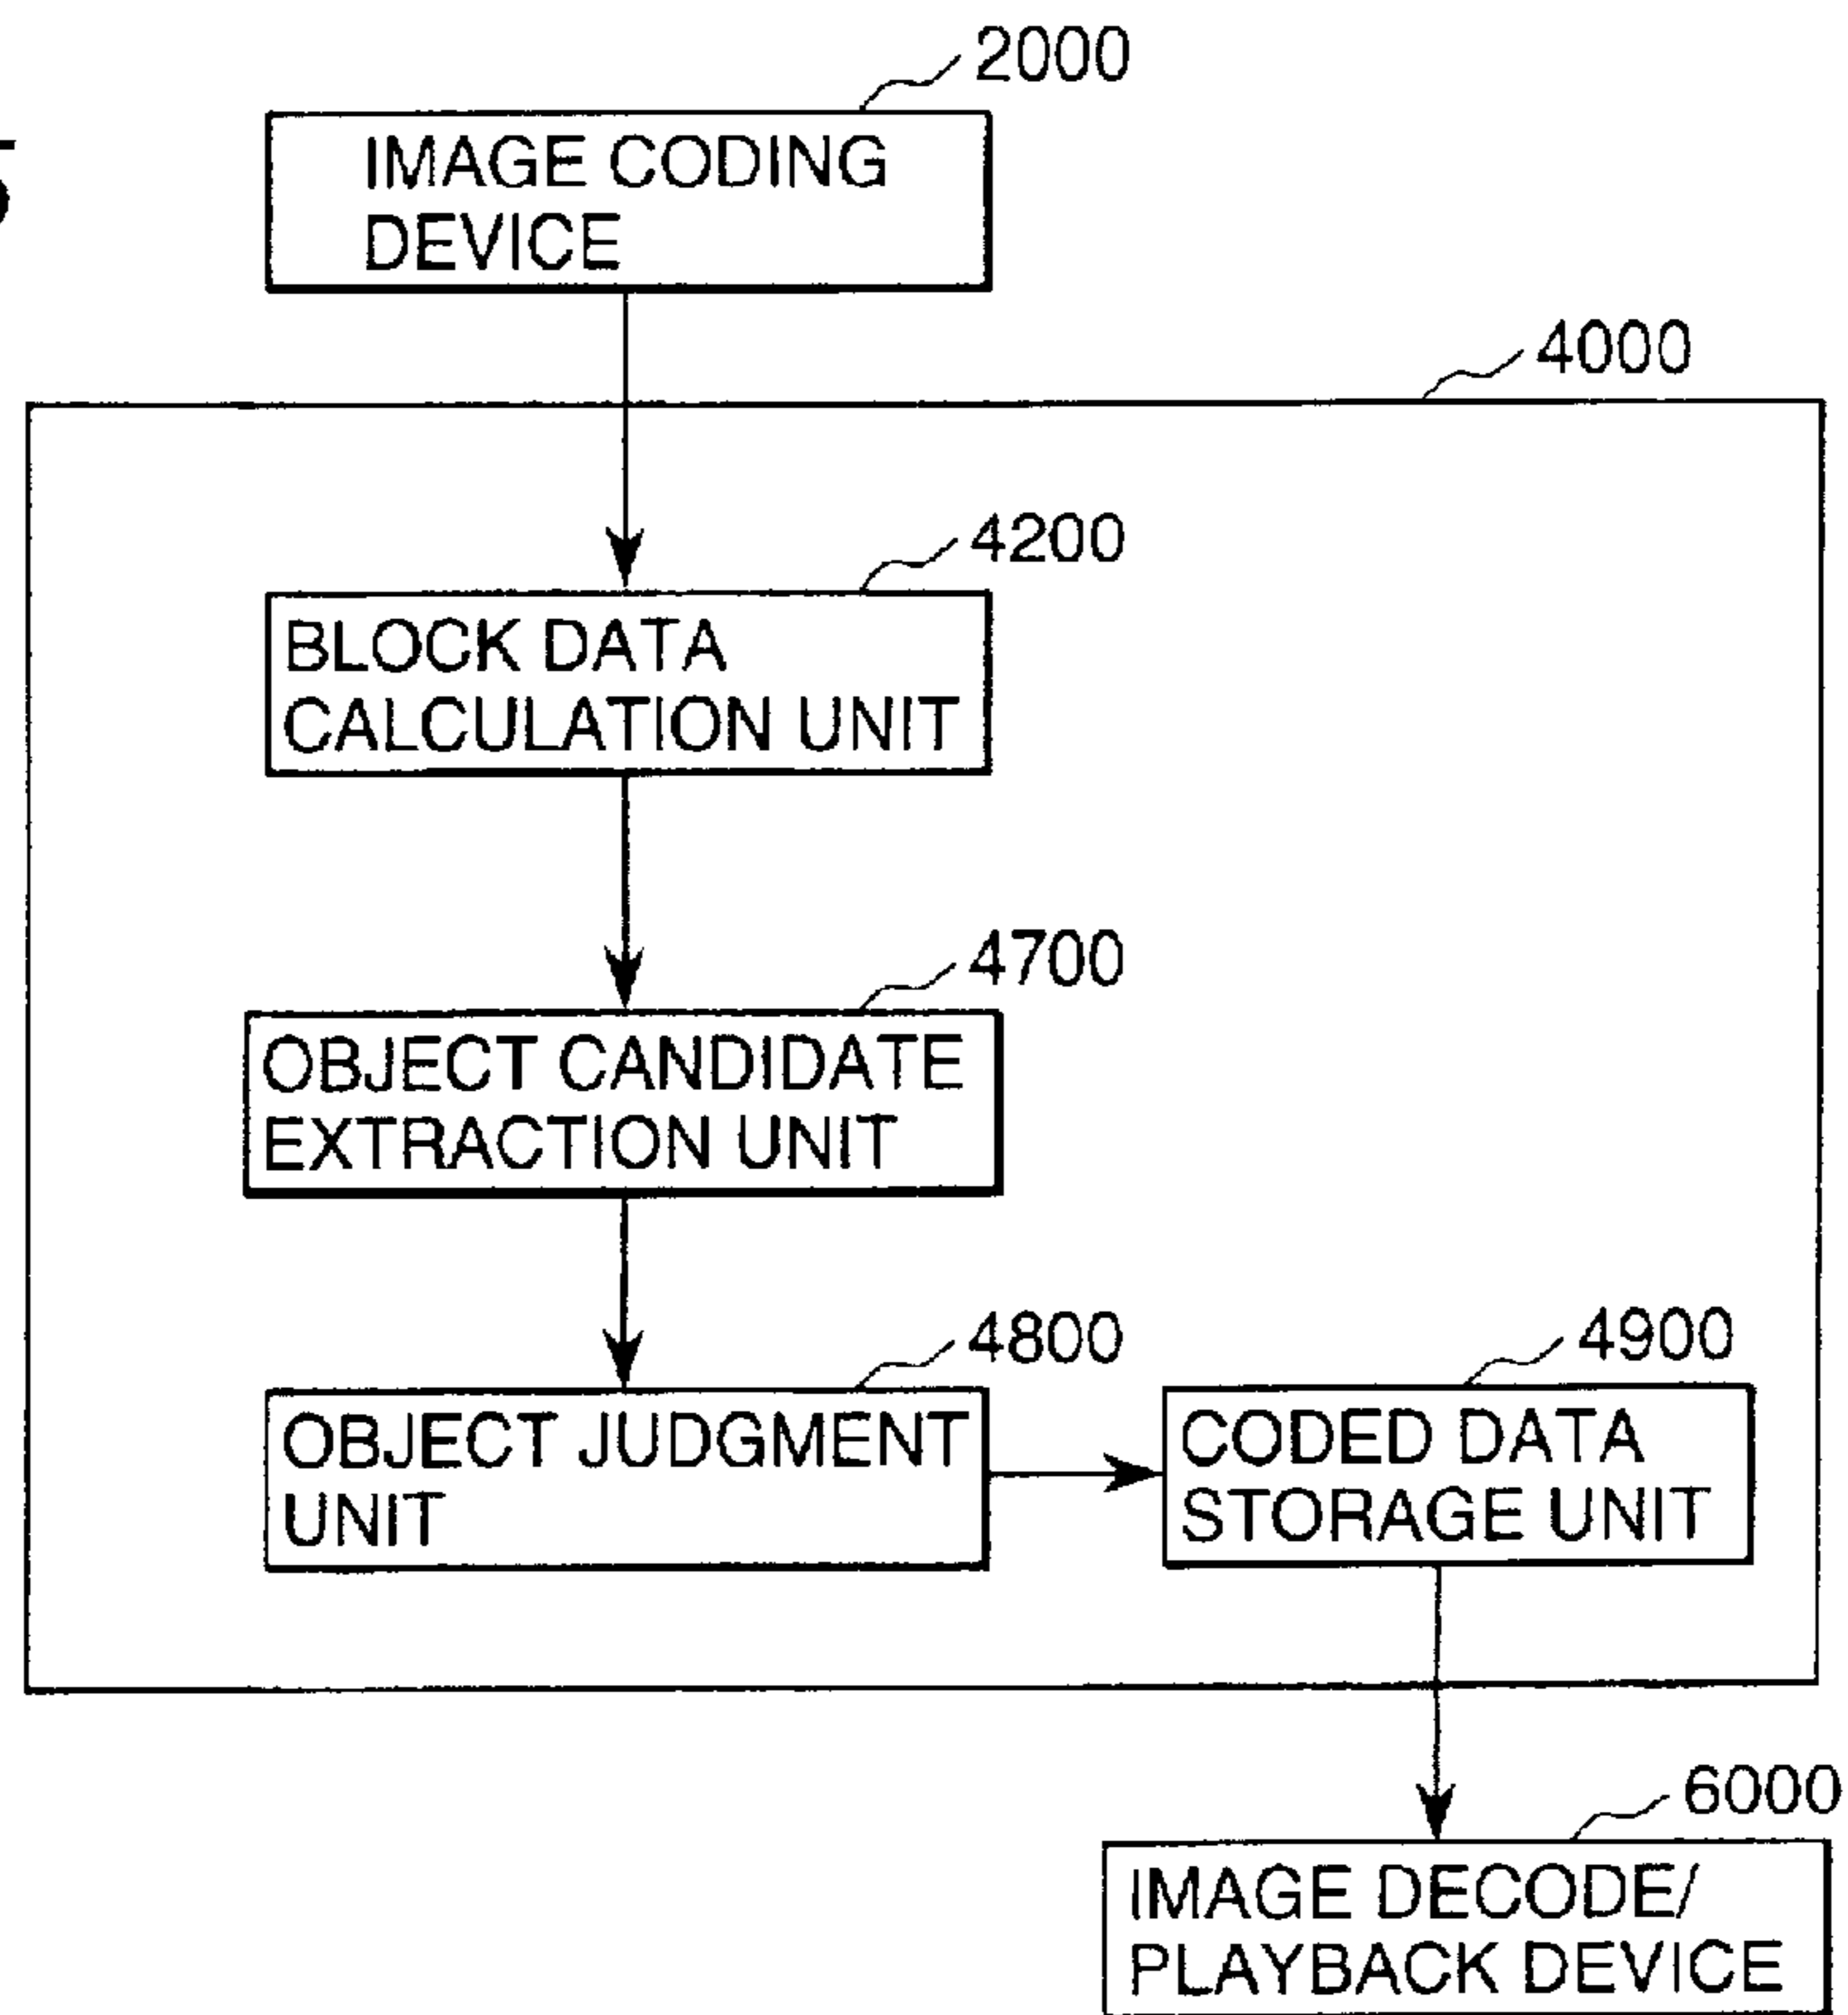 2000
IMAGE CODING
DEVICE
4000
4200
BLOCK DATA
CALCULATION UNIT
4700
OBJECT CANDIDATE
EXTRACTION UNIT
4800
OBJECT JUDGMENT
UNIT
4900
CODED DATA
STORAGE UNIT
6000
IMAGE DECODE/
PLAYBACK DEVICE